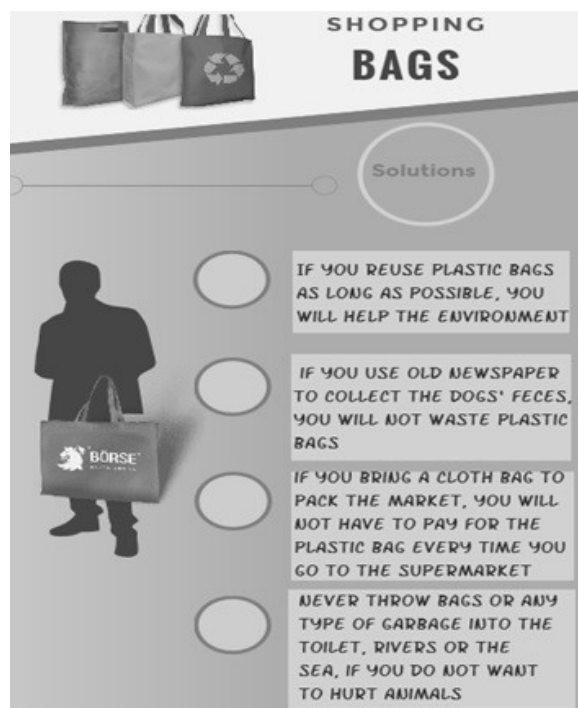 SHOPPING
BAGS
Solutions
IF YOU REUSE PLASTIC BAGS
AS LONG AS POSSIBLE, YOU
WILL HELP THE ENVIRONMENT
IF YOU USE OLD NEWSPAPER
TO COLLECT THE DOGS' FECES,
YOU WILL NOT WASTE PLASTIC
BAGS
IF YOU BRING A CLOTH BAG TO
PACK THE MARKET, YOU WILL
NOT HAVE TO PAY FOR THE
PLASTIC BAG EVERY TIME YOU
GO TO THE SUPERMARKET
BÖRSE
NEVER THROW BAGS OR ANY
TYPE OF GARBAGE INTO THE
TOILET, RIVERS OR THE
SEA, IF YOU DO NOT WANT
TO HURT ANIMALS